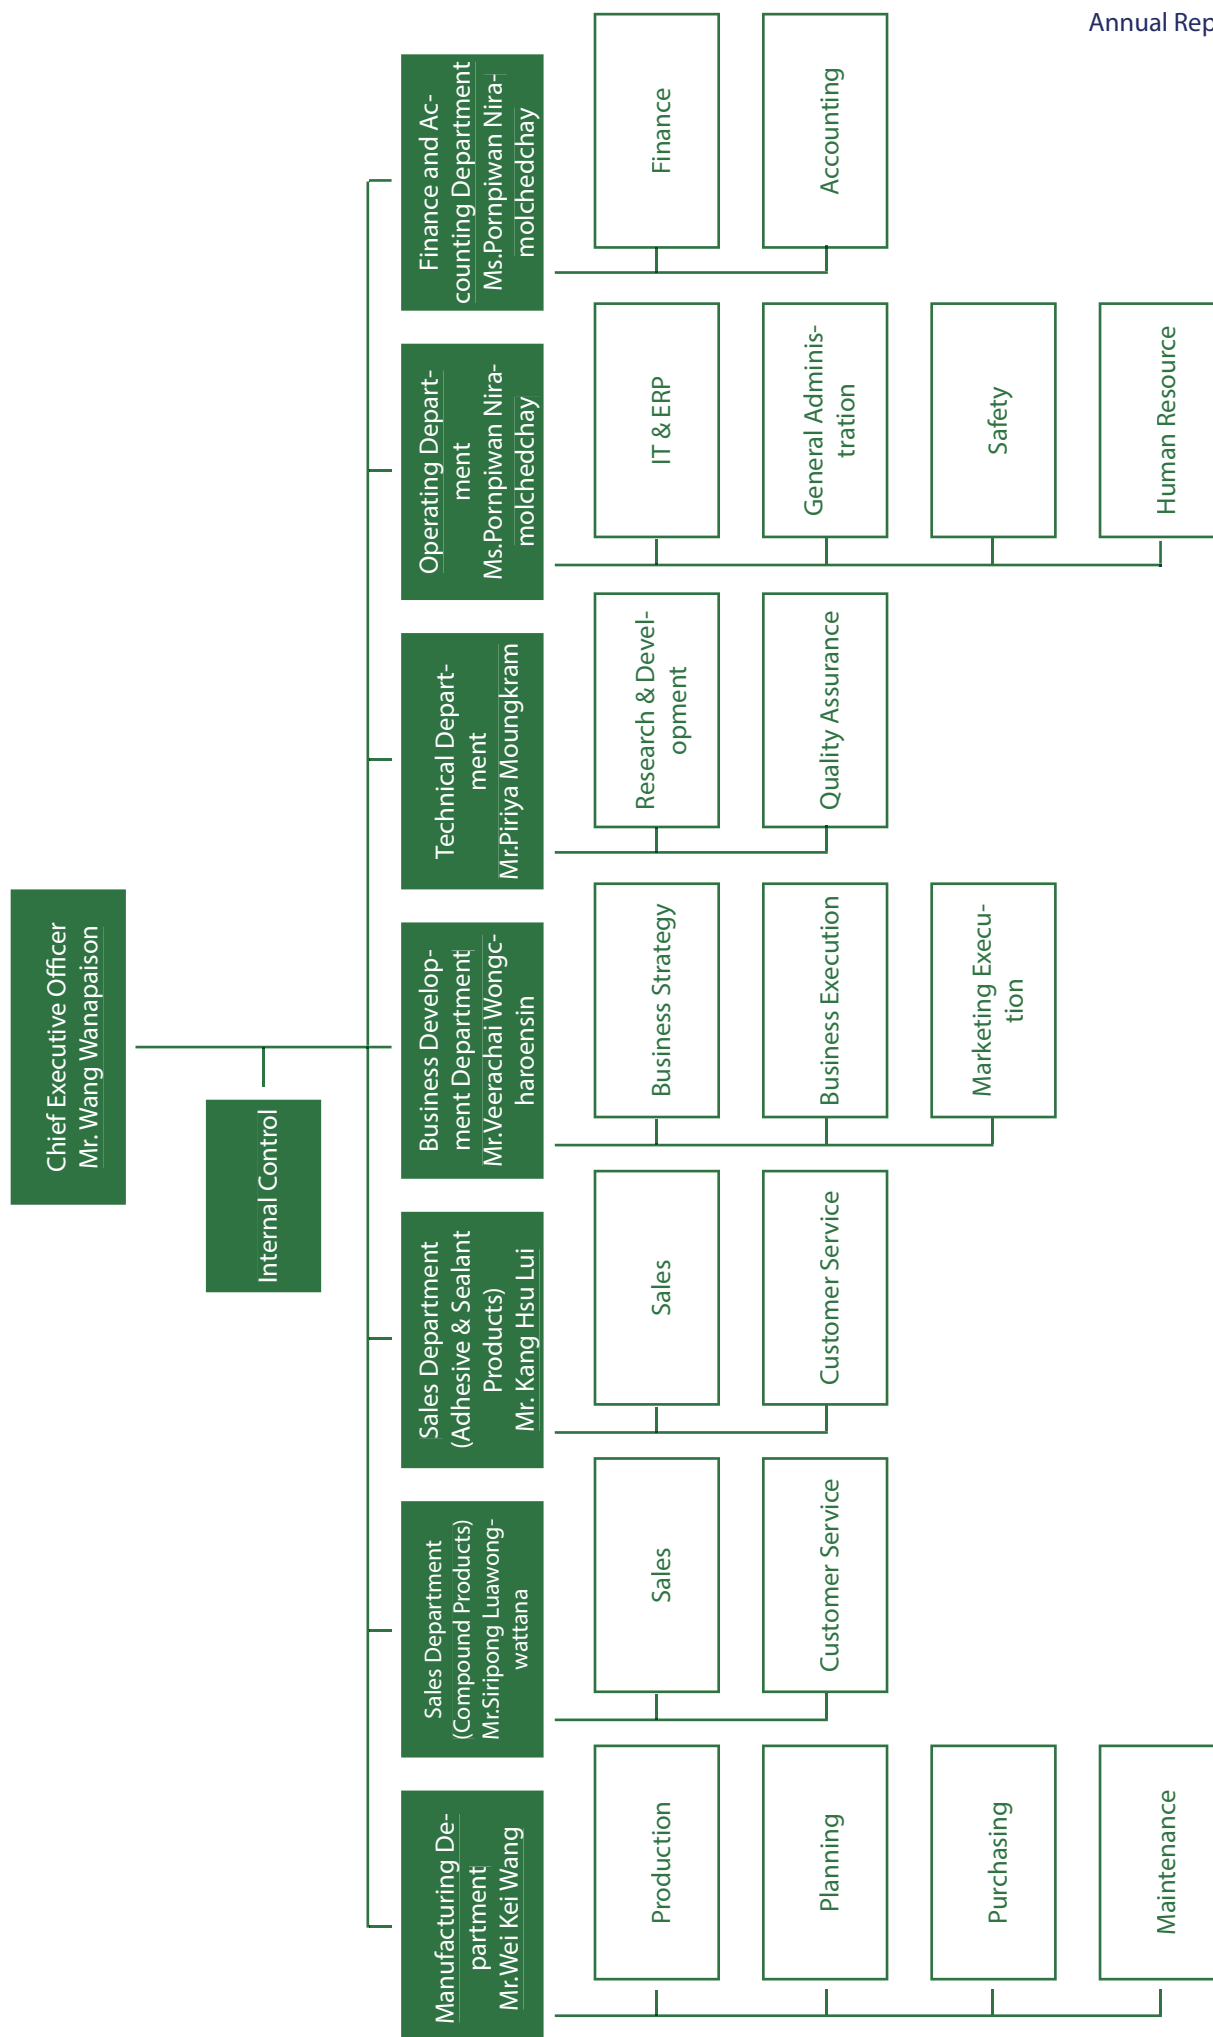 Annual Rep
Chief Executive Officer
Mr. Wang Wanapaison
Internal Control
Manufacturing De-
partment
Mr.Wei Kei Wang
Production
Planning
Purchasing
Maintenance
Sales Department
(Compound Products)
Mr.Siripong Luawong-
wattana
Sales
Customer Service
Sales Department
(Adhesive & Sealant
Products)
Mr. Kang Hsu Lui
Sales
Customer Service
Business Develop-
ment Department
Mr.Veerachai Wongc-
haroensin
Business Strategy
Business Execution
Marketing Execu-
tion
Technical Depart-
ment
Mr.Piriya Moungkram
Research & Devel-
opment
Quality Assurance
Operating Depart-
ment
Ms.Pornpiwan Nira-
molchedchay
IT & ERP
General Adminis-
tration
Safety
Human Resource
Finance and Ac-
counting Department
Ms.Pornpiwan Nira-
molchedchay
Finance
Accounting